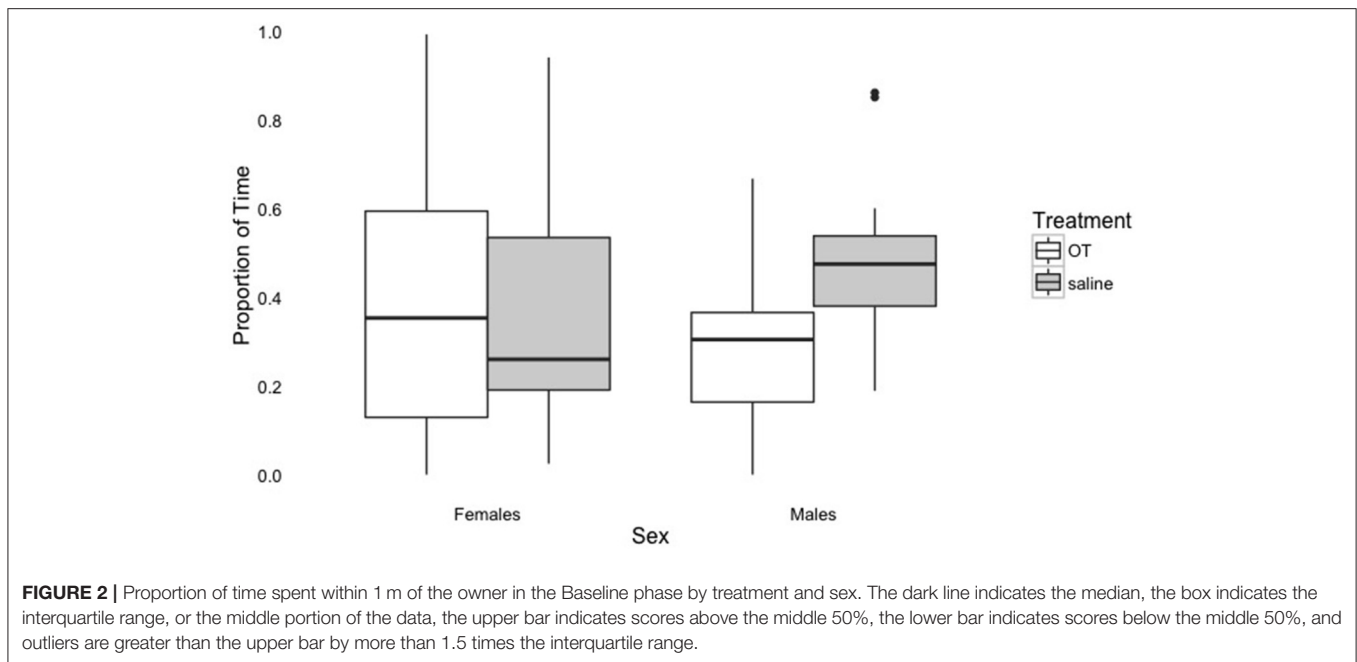 1.0
0.8
0.6
0.4
0.2
0.0
Proportion of Time
Females
Males
Sex
Treatment
OT
saline
FIGURE 2 | Proportion of time spent within 1 m of the owner in the Baseline phase by treatment and sex. The dark line indicates the median, the box indicates the
interquartile range, or the middle portion of the data, the upper bar indicates scores above the middle 50%, the lower bar indicates scores below the middle 50%, and
outliers are greater than the upper bar by more than 1.5 times the interquartile range.